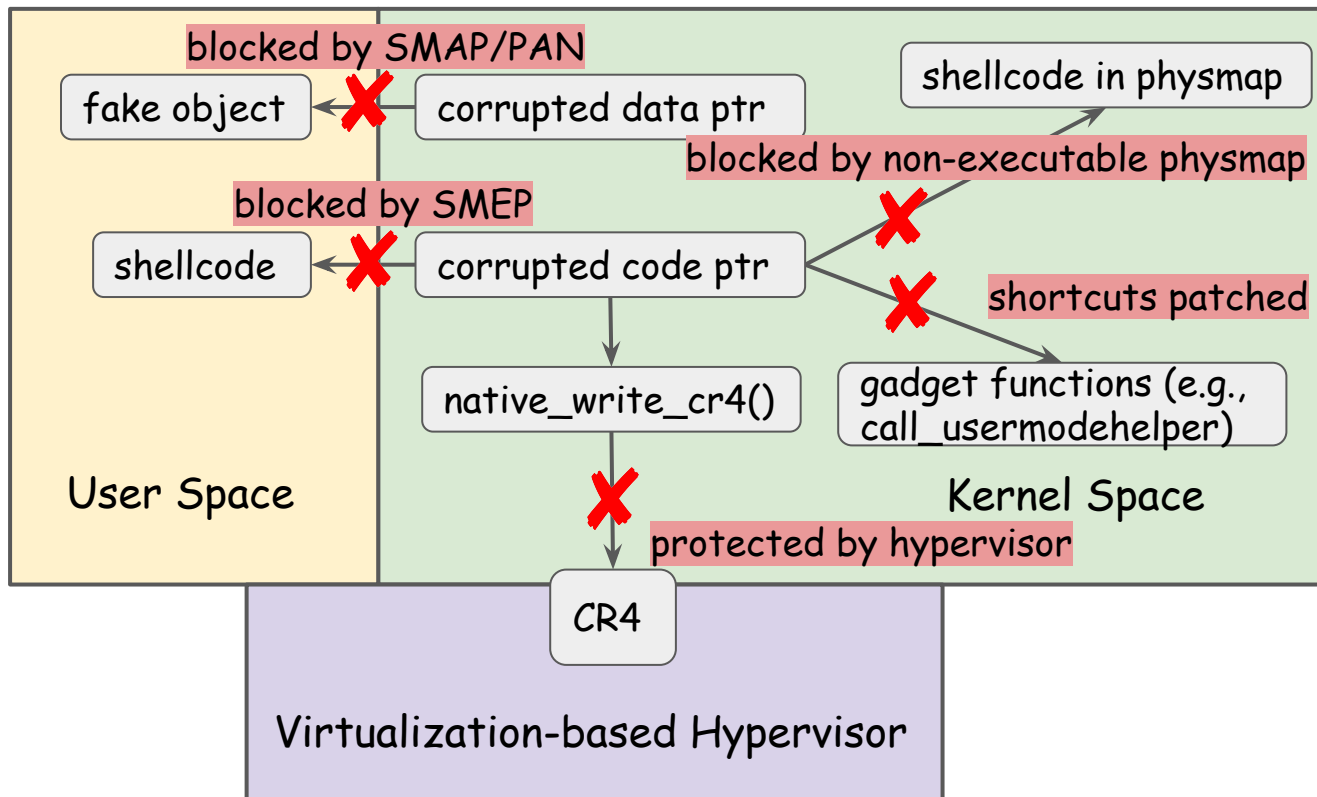 blocked by SMAP/PAN
fake object
corrupted data ptr
shellcode in physmap
blocked by non-executable physmap
blocked by SMEP
shellcode
corrupted code ptr
shortcuts patched
native_write_cr4()
gadget functions (e.g.,
call_usermodehelper)
User Space
Kernel Space
protected by hypervisor
CR4
Virtualization-based Hypervisor